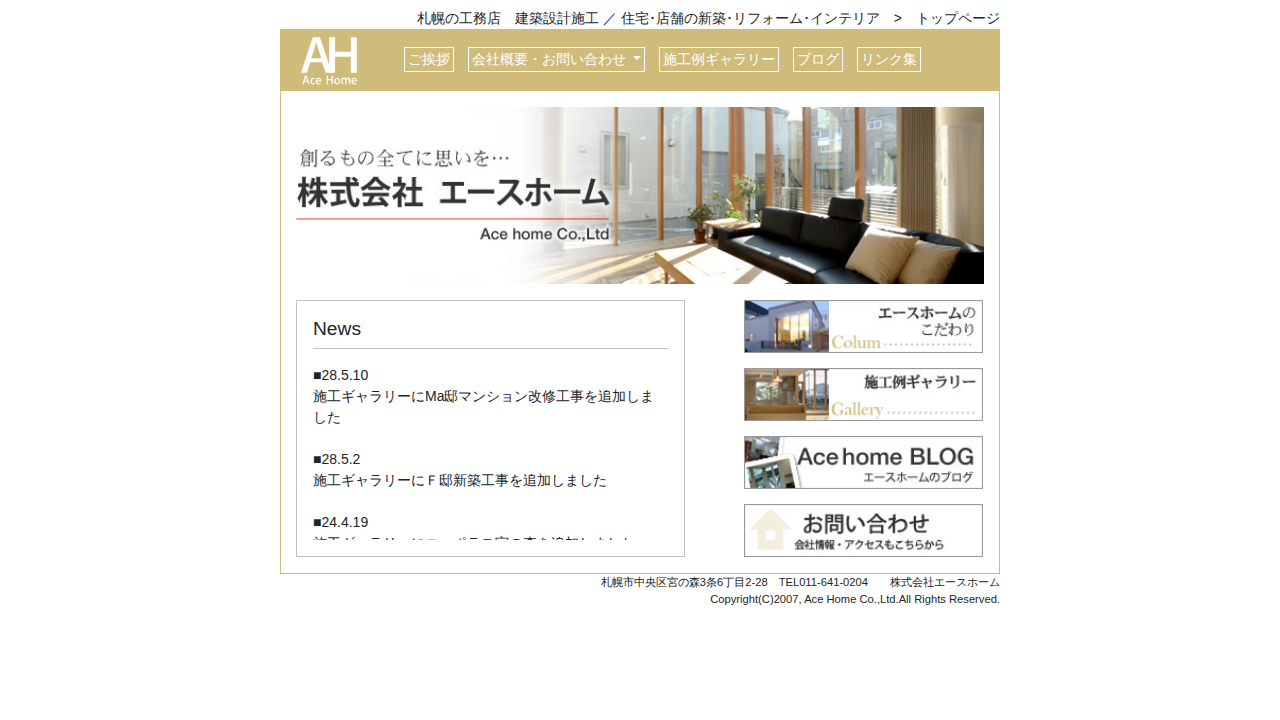 札幌の工務店　建築設計施工 ／ 住宅･店舗の新築･リフォーム･インテリア　>　トップページ
AH
Ace Home
ご挨拶 会社概要・お問い合わせ 施工例ギャラリー ブログ リンク集
創るもの全てに思いを…
株式会社 エースホーム
Ace home Co.,Ltd
News
■28.5.10
施工ギャラリーにMa邸マンション改修工事を追加しま
した
■28.5.2
施工ギャラリーにＦ邸新築工事を追加しました
■24.4.19
エースホームの
こだわり
Colum
施工例ギャラリー
Gallery
Ace home BLOG
エースホームのブログ
お問い合わせ
会社情報・アクセスもこちらから
札幌市中央区宮の森3条6丁目2-28　TEL011-641-0204　　株式会社エースホーム
Copyright(C)2007, Ace Home Co.,Ltd.All Rights Reserved.